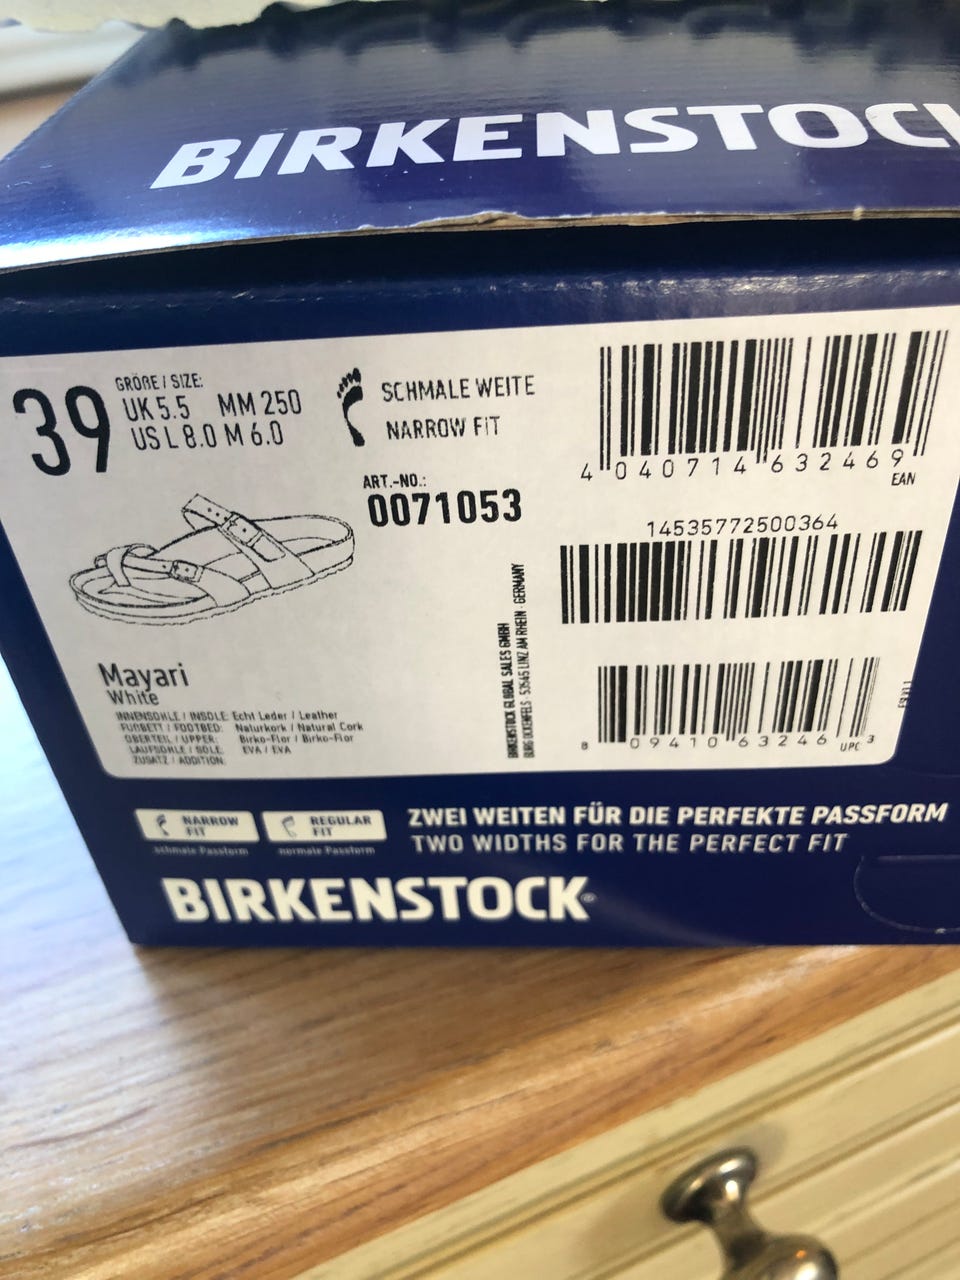 BIRKENSTOC
39
GRÖßE / SIZE:
UK 5.5 MM 250
US L 8.0 M 6.0
SCHMALE WEITE
NARROW FIT
ART.-NO.:
0071053
4 040714 632469
EAN
14535772500364
8 09410 63246 3
UPC
BIRKENSTOCK GLOBAL SALES GMBH
BURG OCKENFELS · 53545 LINZ AM RHEIN · GERMANY
Mayari
White
INNENSOHLE / INSOLE: Echt Leder / Leather
FUßBETT / FOOTBED: Naturkork / Natural Cork
OBERTEIL / UPPER: Birko-Flor / Birko-Flor
LAUFSOHLE / SOLE: EVA / EVA
ZUSATZ / ADDITION:
NARROW FIT
schmale Passform
REGULAR FIT
normale Passform
ZWEI WEITEN FÜR DIE PERFEKTE PASSFORM
TWO WIDTHS FOR THE PERFECT FIT
BIRKENSTOCK®